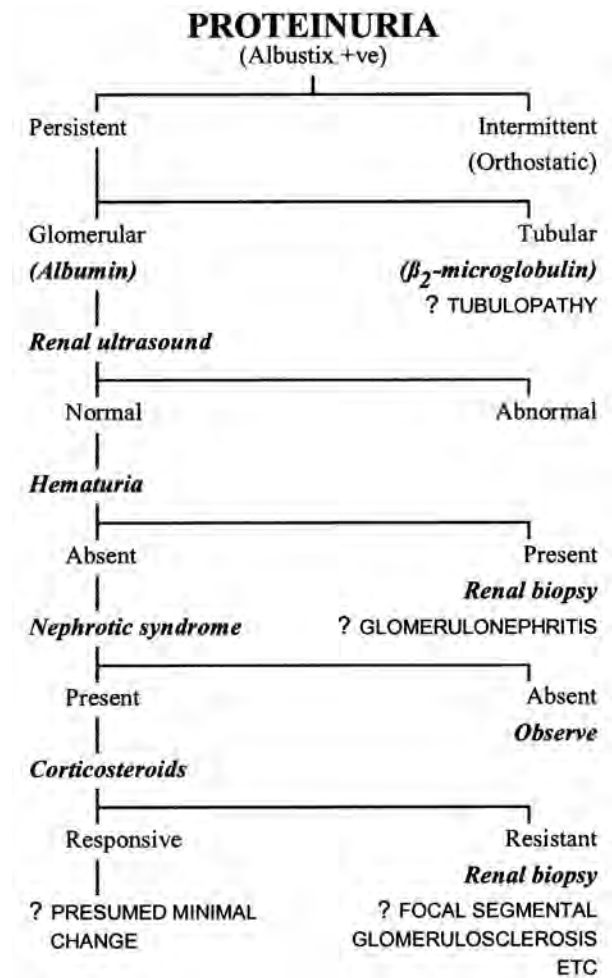 PROTEINURIA
(Albustix +ve)
Persistent Intermittent
(Orthostatic)
Glomerular Tubular
(Albumin) (β₂-microglobulin)
? TUBULOPATHY
Renal ultrasound
Normal Abnormal
Hematuria
Absent Present
Renal biopsy
Nephrotic syndrome ? GLOMERULONEPHRITIS
Present Absent
Observe
Corticosteroids
Responsive Resistant
Renal biopsy
? PRESUMED MINIMAL ? FOCAL SEGMENTAL
CHANGE GLOMERULOSCLEROSIS
ETC